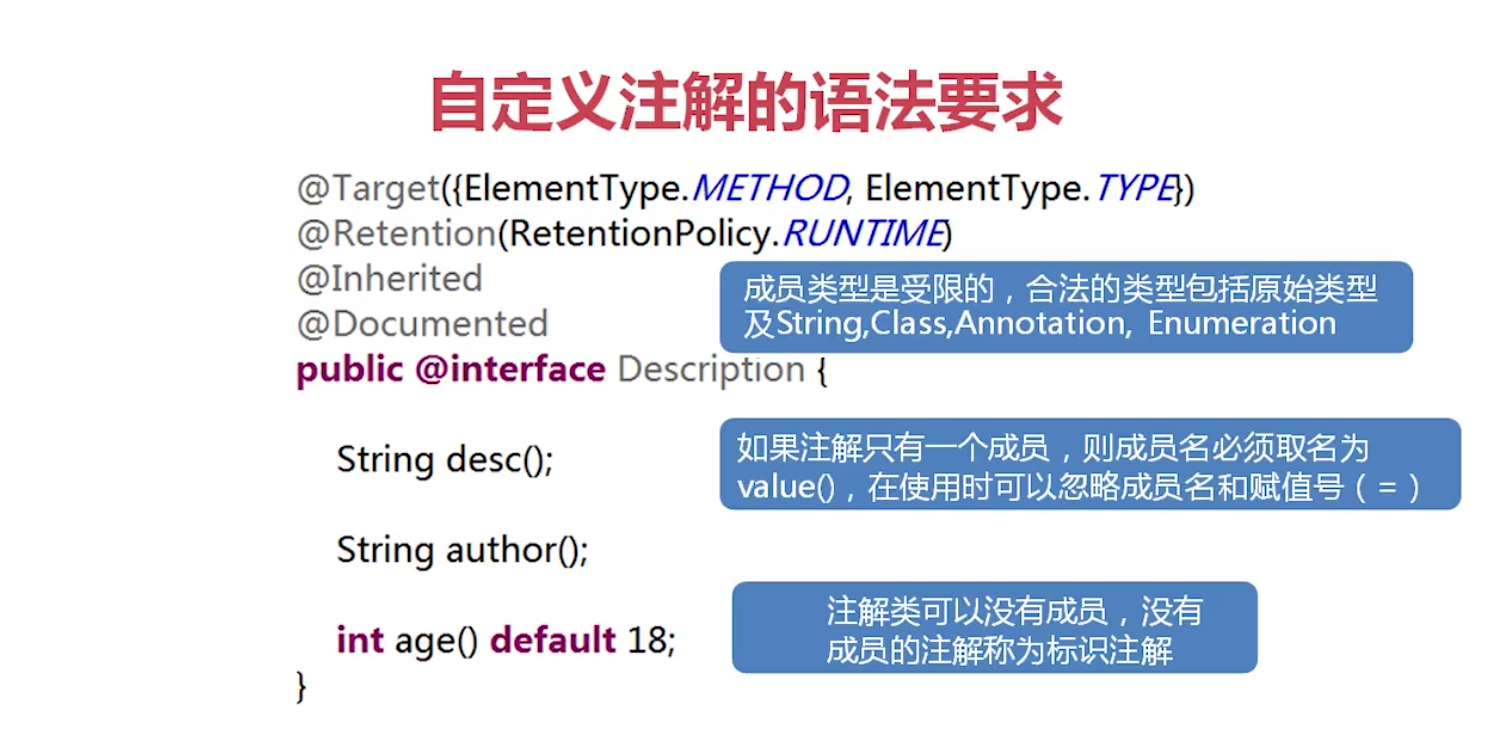 自定义注解的语法要求
@Target({ElementType.METHOD, ElementType.TYPE})
@Retention(RetentionPolicy.RUNTIME)
@Inherited
@Documented
成员类型是受限的，合法的类型包括原始类型
及String,Class,Annotation, Enumeration
public @interface Description {
String desc();
如果注解只有一个成员，则成员名必须取名为
value()，在使用时可以忽略成员名和赋值号（=）
String author();
注解类可以没有成员，没有
成员的注解称为标识注解
int age() default 18;
}